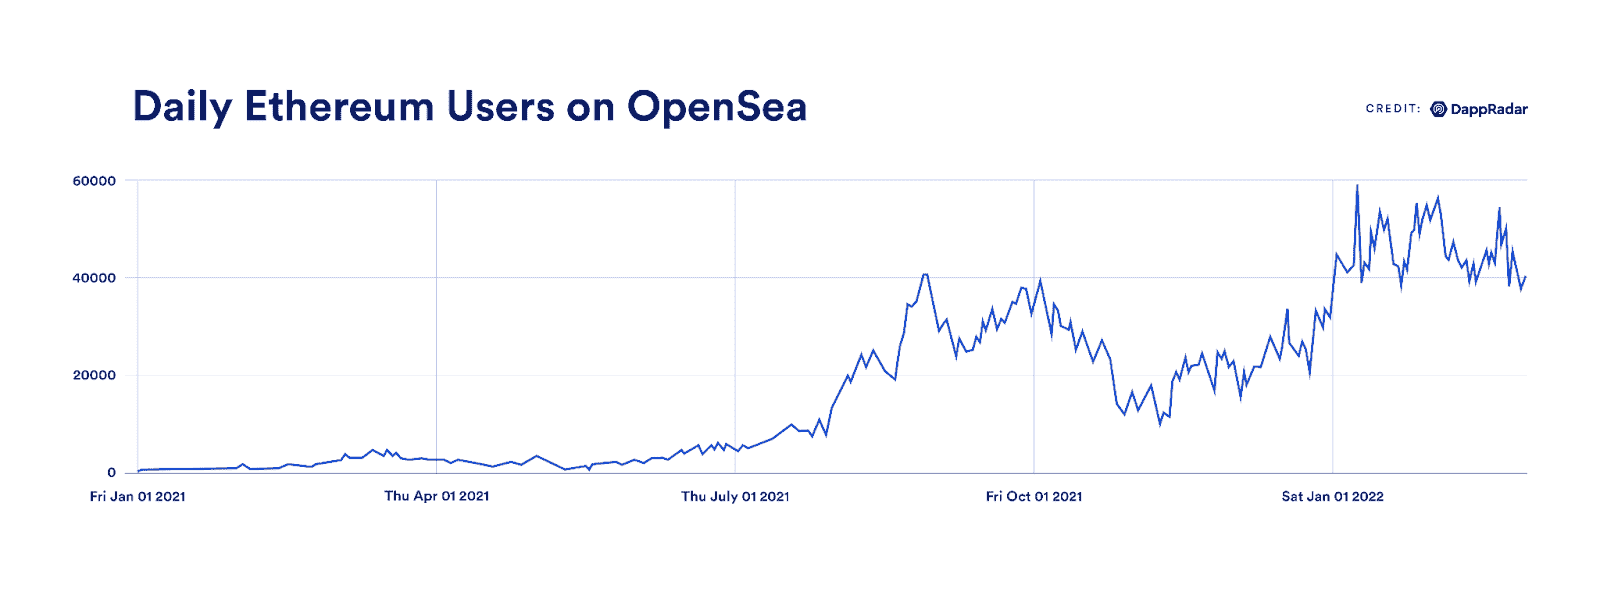 Daily Ethereum Users on OpenSea
CREDIT: DappRadar
60000
40000
20000
0
Fri Jan 01 2021 Thu Apr 01 2021 Thu July 01 2021 Fri Oct 01 2021 Sat Jan 01 2022